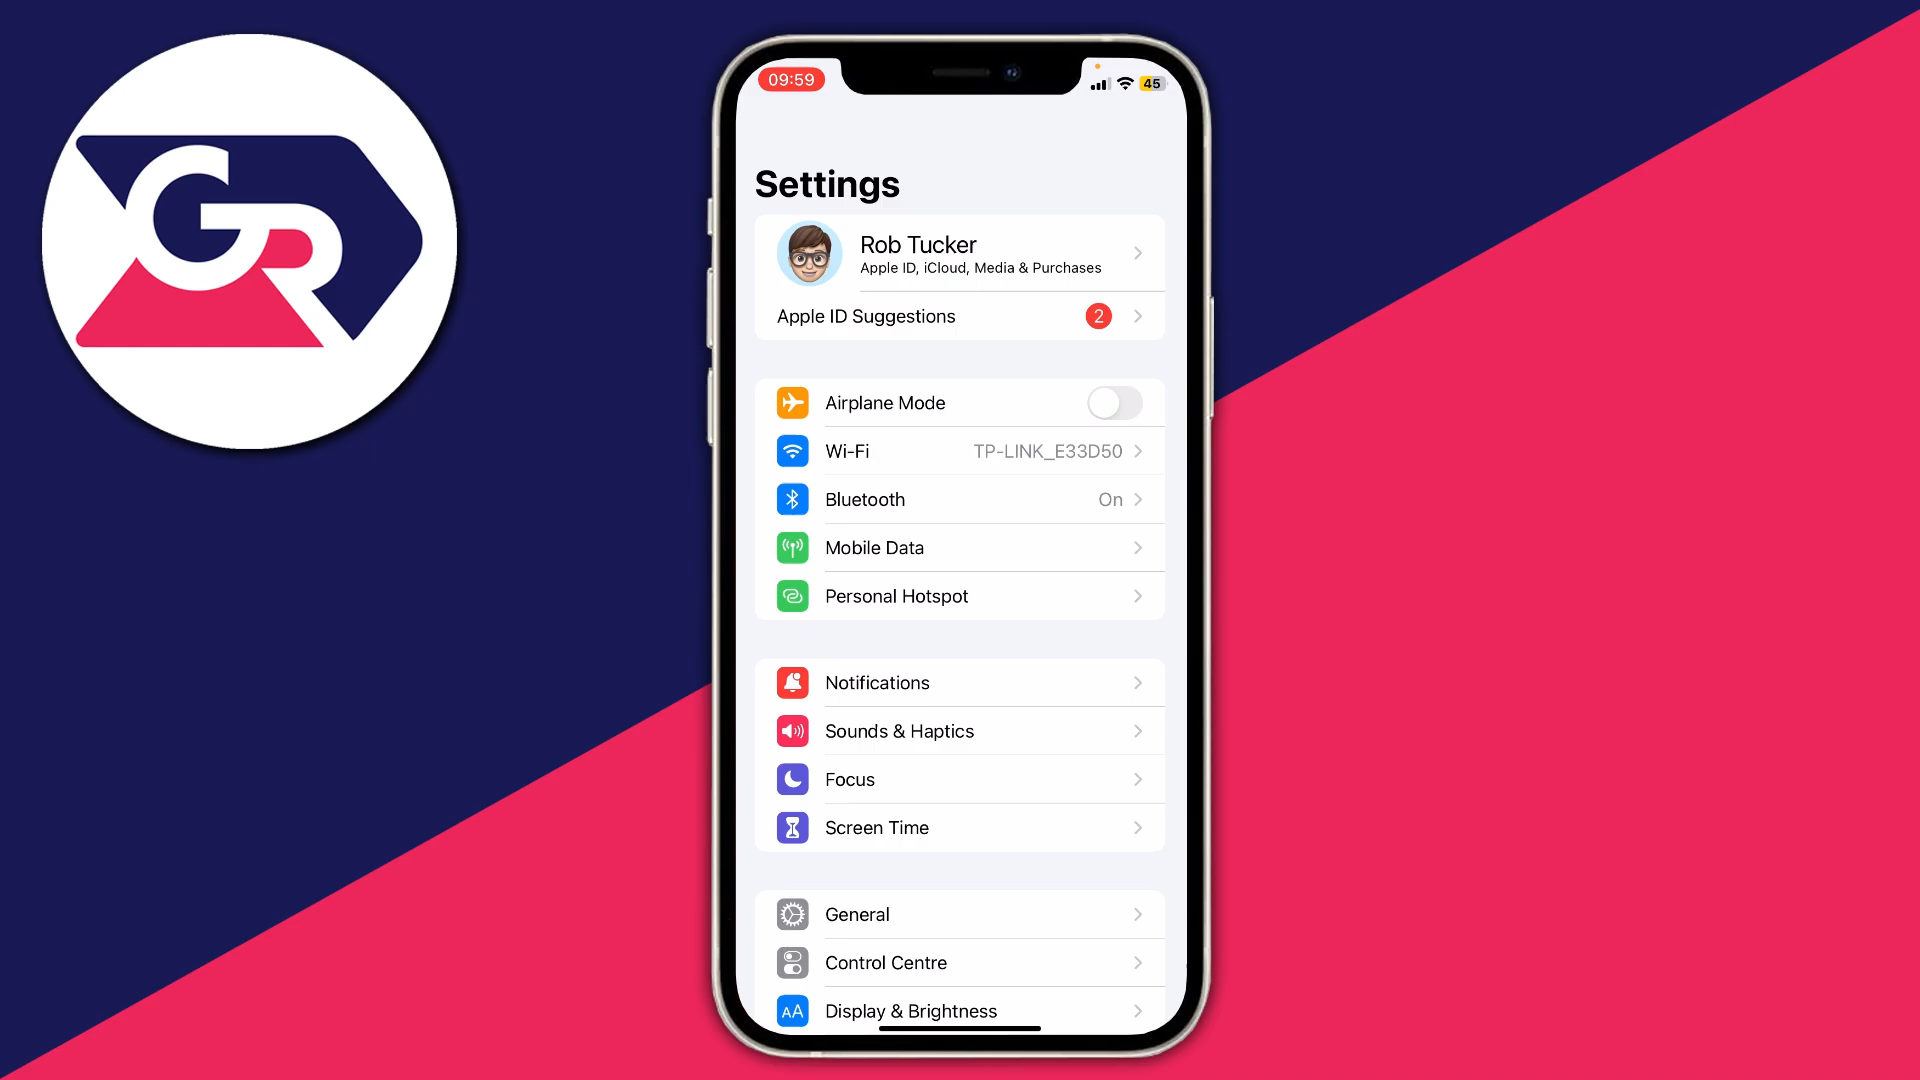 GR
09:59
45
Settings
Rob Tucker
Apple ID, iCloud, Media & Purchases
Apple ID Suggestions 2
Airplane Mode
Wi-Fi TP-LINK_E33D50
Bluetooth On
Mobile Data
Personal Hotspot
Notifications
Sounds & Haptics
Focus
Screen Time
General
Control Centre
AA Display & Brightness